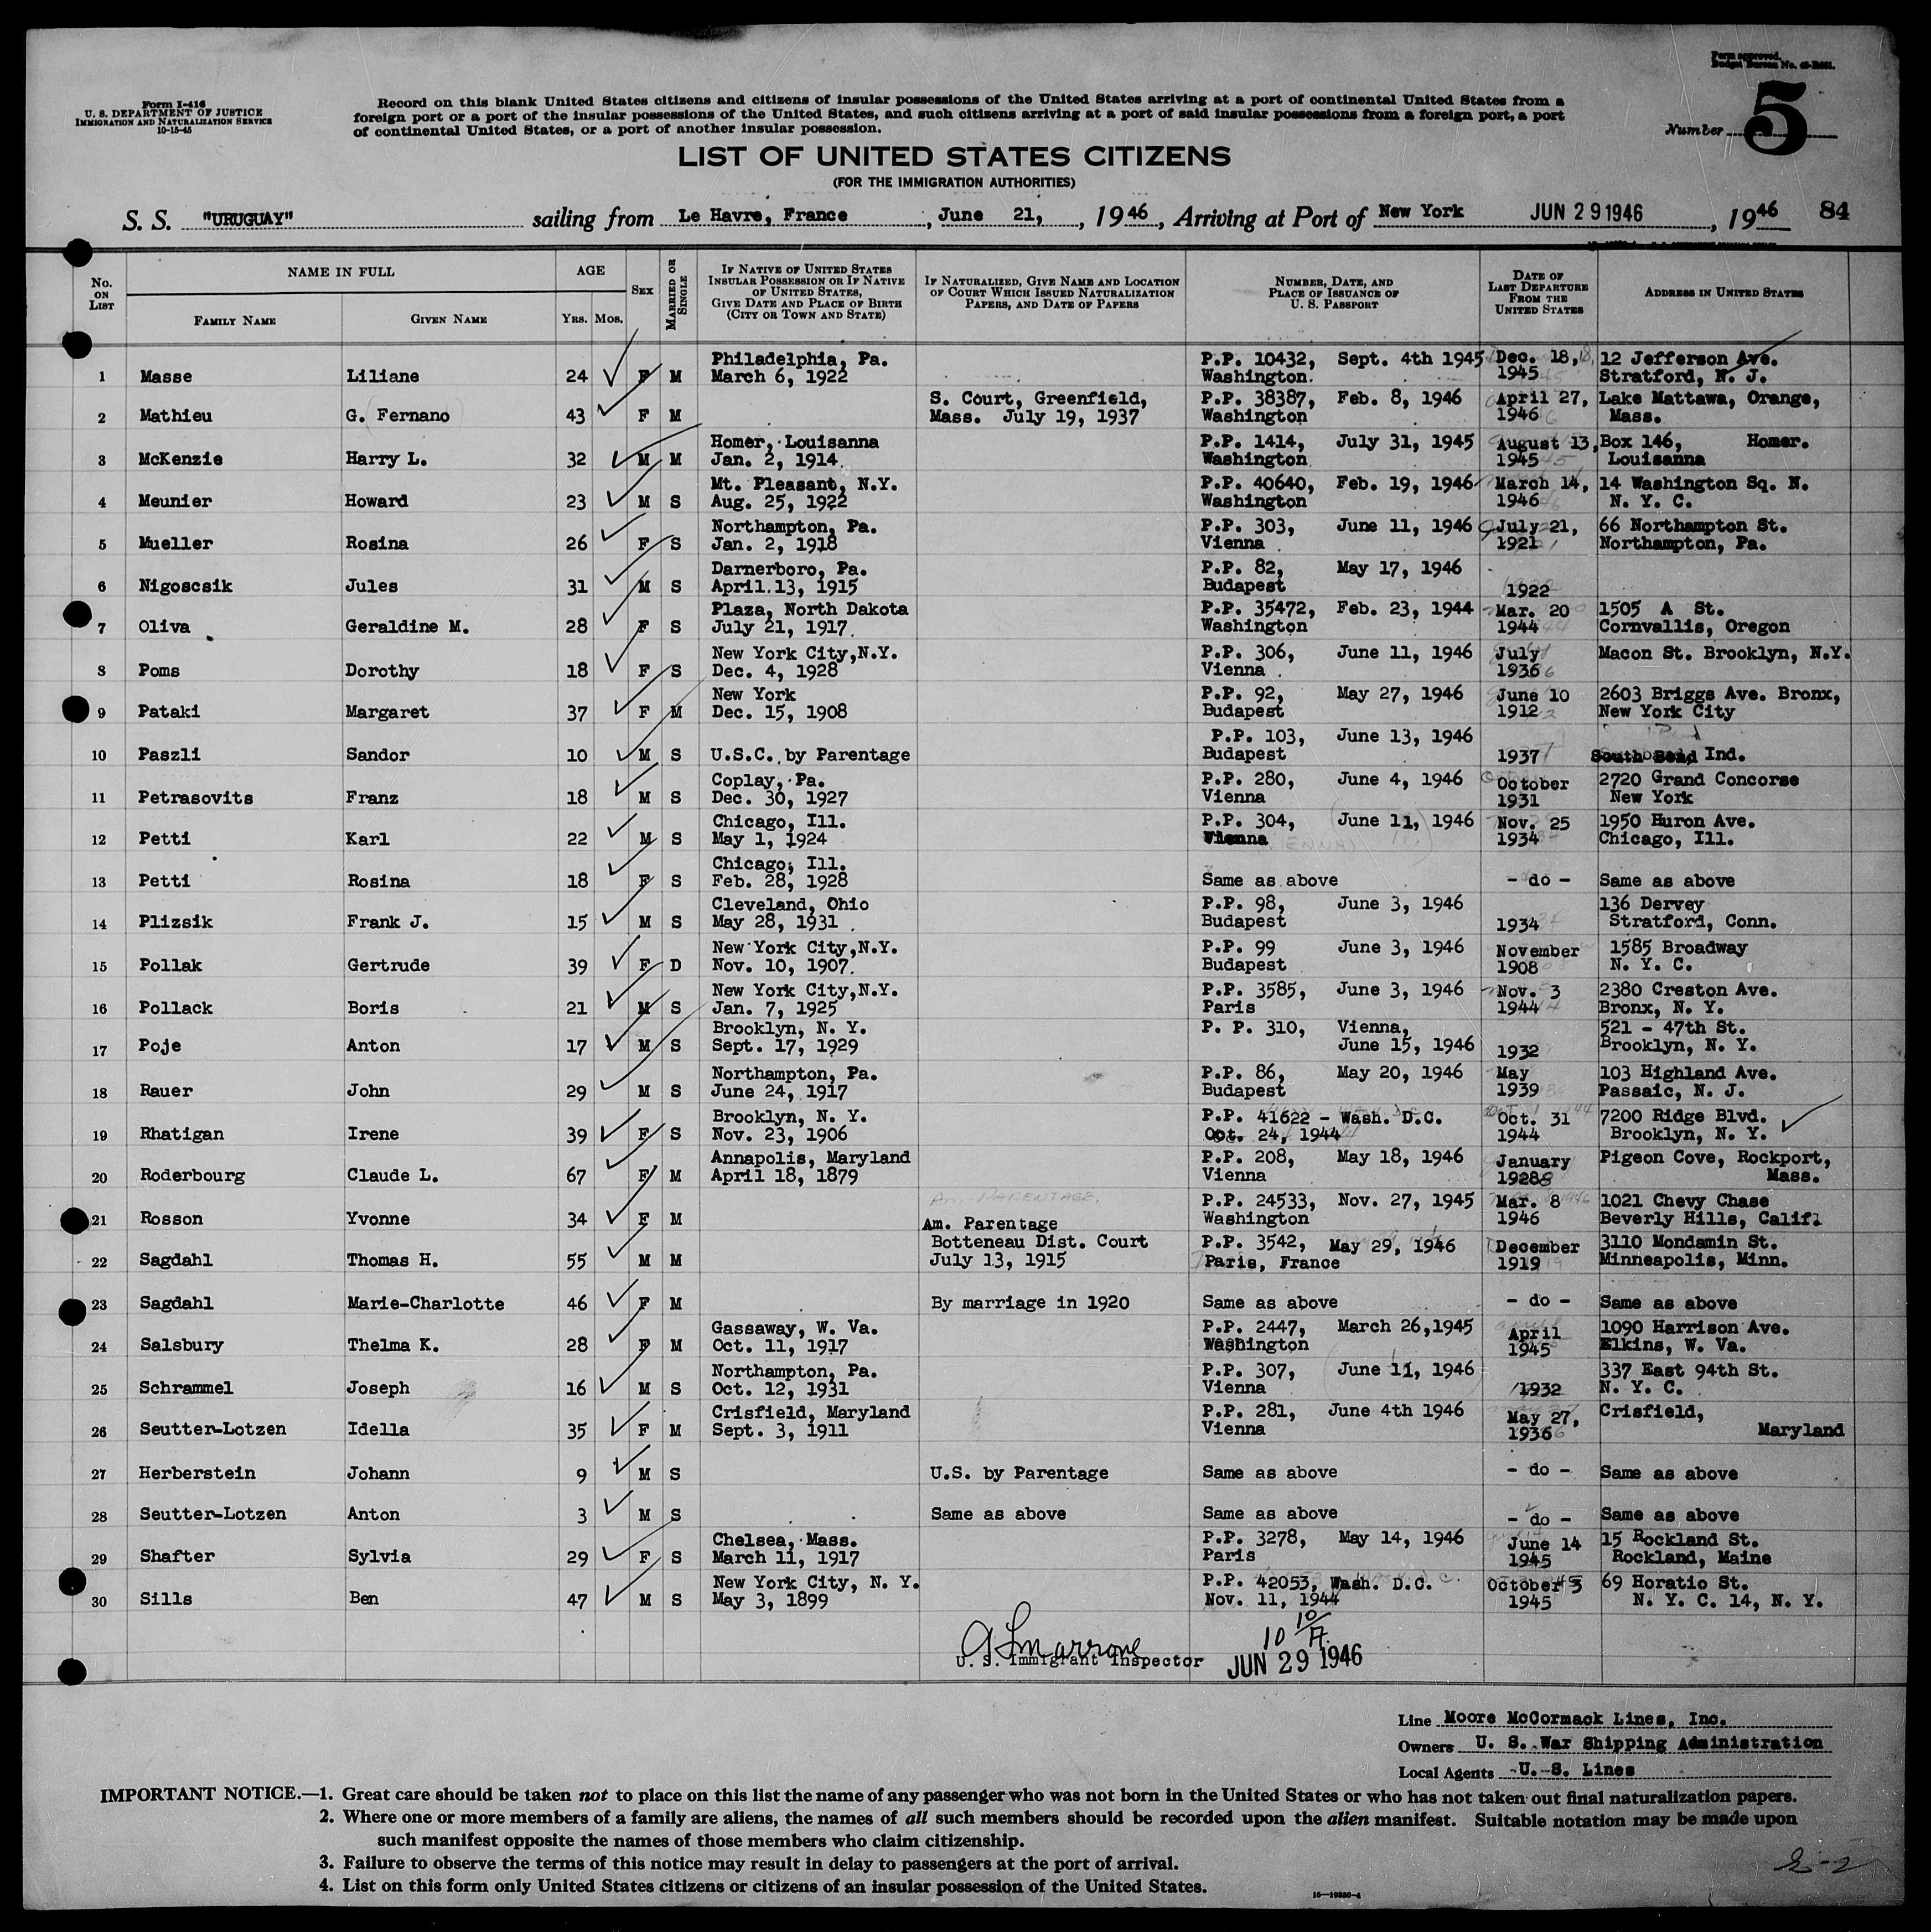 Form approved.
Budget Bureau No. 43-R081.
Form I-416
U. S. DEPARTMENT OF JUSTICE
IMMIGRATION AND NATURALIZATION SERVICE
10-15-45
Record on this blank United States citizens and citizens of insular possessions of the United States arriving at a port of continental United States from a
foreign port or a port of the insular possessions of the United States, and such citizens arriving at a port of said insular possessions from a foreign port, a port
of continental United States, or a port of another insular possession.
Number 5
LIST OF UNITED STATES CITIZENS
(FOR THE IMMIGRATION AUTHORITIES)
S. S. "URUGUAY" sailing from Le Havre, France, June 21, 1946, Arriving at Port of New York JUN 29 1946, 1946 84
No. ON LIST
NAME IN FULL
FAMILY NAME
GIVEN NAME
AGE
YRS. MOS.
SEX
MARRIED OR SINGLE
IF NATIVE OF UNITED STATES
INSULAR POSSESSION OR IF NATIVE
OF UNITED STATES,
GIVE DATE AND PLACE OF BIRTH
(CITY OR TOWN AND STATE)
IF NATURALIZED, GIVE NAME AND LOCATION
OF COURT WHICH ISSUED NATURALIZATION
PAPERS, AND DATE OF PAPERS
NUMBER, DATE, AND
PLACE OF ISSUANCE OF
U. S. PASSPORT
DATE OF
LAST DEPARTURE
FROM THE
UNITED STATES
ADDRESS IN UNITED STATES
Philadelphia, Pa. P.P. 10432, Sept. 4th 1945 Dec. 18, 12 Jefferson Ave.
1 Masse Liliane 24 F M March 6, 1922 Washington. 1945 Stratford, N. J.
S. Court, Greenfield, P.P. 38387, Feb. 8, 1946 April 27, Lake Mattawa, Orange,
2 Mathieu G. (Fernano) 43 F M Mass. July 19, 1937 Washington 1946 Mass.
Homer, Louisanna P.P. 1414, July 31, 1945 August 13, Box 146, Homer.
3 McKenzie Harry L. 32 M M Jan. 2, 1914 Washington 1945 Louisanna
Mt. Pleasant, N.Y. P.P. 40640, Feb. 19, 1946 March 14, 14 Washington Sq. N.
4 Meunier Howard 23 M S Aug. 25, 1922 Washington 1946 N. Y. C.
Northampton, Pa. P.P. 303, June 11, 1946 July 21, 66 Northampton St.
5 Mueller Rosina 26 F S Jan. 2, 1918 Vienna 1921 Northampton, Pa.
Darnerboro, Pa. P.P. 82, May 17, 1946
6 Nigoscsik Jules 31 M S April.13, 1915 Budapest 1922
Plaza, North Dakota P.P. 35472, Feb. 23, 1944 Mar. 20 1505 A St.
7 Oliva Geraldine M. 28 F S July 21, 1917. Washington 1944 Cornvallis, Oregon
New York City,N.Y. P.P. 306, June 11, 1946 July Macon St. Brooklyn, N.Y.
8 Poms Dorothy 18 F S Dec. 4, 1928 Vienna 1936
New York P.P. 92, May 27, 1946 June 10 2603 Briggs Ave. Bronx,
9 Pataki Margaret 37 F M Dec. 15, 1908 Budapest 1912 New York City
P.P. 103, June 13, 1946
10 Paszli Sandor 10 M S U.S.C. by Parentage Budapest 1937 South Bend Ind.
Coplay, Pa. P.P. 280, June 4, 1946 October 2720 Grand Concorse
11 Petrasovits Franz 18 M S Dec. 30, 1927 Vienna 1931 New York
Chicago, Ill. P.P. 304, June 11, 1946 Nov. 25 1950 Huron Ave.
12 Petti Karl 22 M S May 1, 1924 Vienna 1934 Chicago, Ill.
Chicago, Ill.
13 Petti Rosina 18 F S Feb. 28, 1928 Same as above - do - Same as above
Cleveland, Ohio P.P. 98, June 3, 1946 136 Dervey
14 Plizsik Frank J. 15 M S May 28, 1931 Budapest 1934 Stratford, Conn.
New York City,N.Y. P.P. 99 June 3, 1946 November 1585 Broadway
15 Pollak Gertrude 39 F D Nov. 10, 1907. Budapest 1908 N. Y. C.
New York City,N.Y. P.P. 3585, June 3, 1946 Nov. 3 2380 Creston Ave.
16 Pollack Boris 21 M S Jan. 7, 1925 Paris 1944 Bronx, N. Y.
Brooklyn, N. Y. P. P. 310, Vienna, 521 - 47th St.
17 Poje Anton 17 M S Sept. 17, 1929 June 15, 1946 1932 Brooklyn, N. Y.
Northampton, Pa. P.P. 86, May 20, 1946 May 103 Highland Ave.
18 Rauer John 29 M S June 24, 1917 Budapest 1939 Passaic, N. J.
Brooklyn, N. Y. P.P. 41622 - Wash. D.C. Oct. 31 7200 Ridge Blvd.
19 Rhatigan Irene 39 F S Nov. 23, 1906 Oct. 24, 1944 1944 Brooklyn, N. Y.
Annapolis, Maryland P.P. 208, May 18, 1946 January Pigeon Cove, Rockport,
20 Roderbourg Claude L. 67 F M April 18, 1879 Vienna 1928 Mass.
Am. PARENTAGE. P.P. 24533, Nov. 27, 1945 Mar. 8 1021 Chevy Chase
21 Rosson Yvonne 34 F M Am. Parentage Washington 1946 Beverly Hills, Calif.
Botteneau Dist. Court P.P. 3542, May 29, 1946 December 3110 Mondamin St.
22 Sagdahl Thomas H. 55 M M July 13, 1915 Paris, France 1919 Minneapolis, Minn.
23 Sagdahl Marie-Charlotte 46 F M By marriage in 1920 Same as above - do - Same as above
Gassaway, W. Va. P.P. 2447, March 26,1945 April 1090 Harrison Ave.
24 Salsbury Thelma K. 28 F M Oct. 11, 1917 Washington 1945 Elkins, W. Va.
Northampton, Pa. P.P. 307, June 11, 1946 337 East 94th St.
25 Schrammel Joseph 16 M S Oct. 12, 1931 Vienna 1932 N. Y. C.
Crisfield, Maryland P.P. 281, June 4th 1946 May 27, Crisfield,
26 Seutter-Lotzen Idella 35 F M Sept. 3, 1911 Vienna 1936 Maryland
27 Herberstein Johann 9 M S U.S. by Parentage Same as above - do - Same as above
28 Seutter-Lotzen Anton 3 M S Same as above Same as above - do - Same as above
Chelsea, Mass. P.P. 3278, May 14, 1946 June 14 15 Rockland St.
29 Shafter Sylvia 29 F S March 11, 1917 Paris 1945 Rockland, Maine
New York City, N. Y. P.P. 42053, Wash. D.C. October 3 69 Horatio St.
30 Sills Ben 47 M S May 3, 1899 Nov. 11, 1944 1945 N. Y. C. 14, N. Y.
U. S. Immigrant Inspector JUN 29 1946
Line Moore McCormack Lines, Inc.
Owners U. S. War Shipping Administration
Local Agents U. S. Lines
IMPORTANT NOTICE.—1. Great care should be taken not to place on this list the name of any passenger who was not born in the United States or who has not taken out final naturalization papers.
2. Where one or more members of a family are aliens, the names of all such members should be recorded upon the alien manifest. Suitable notation may be made upon
such manifest opposite the names of those members who claim citizenship.
3. Failure to observe the terms of this notice may result in delay to passengers at the port of arrival.
4. List on this form only United States citizens or citizens of an insular possession of the United States.